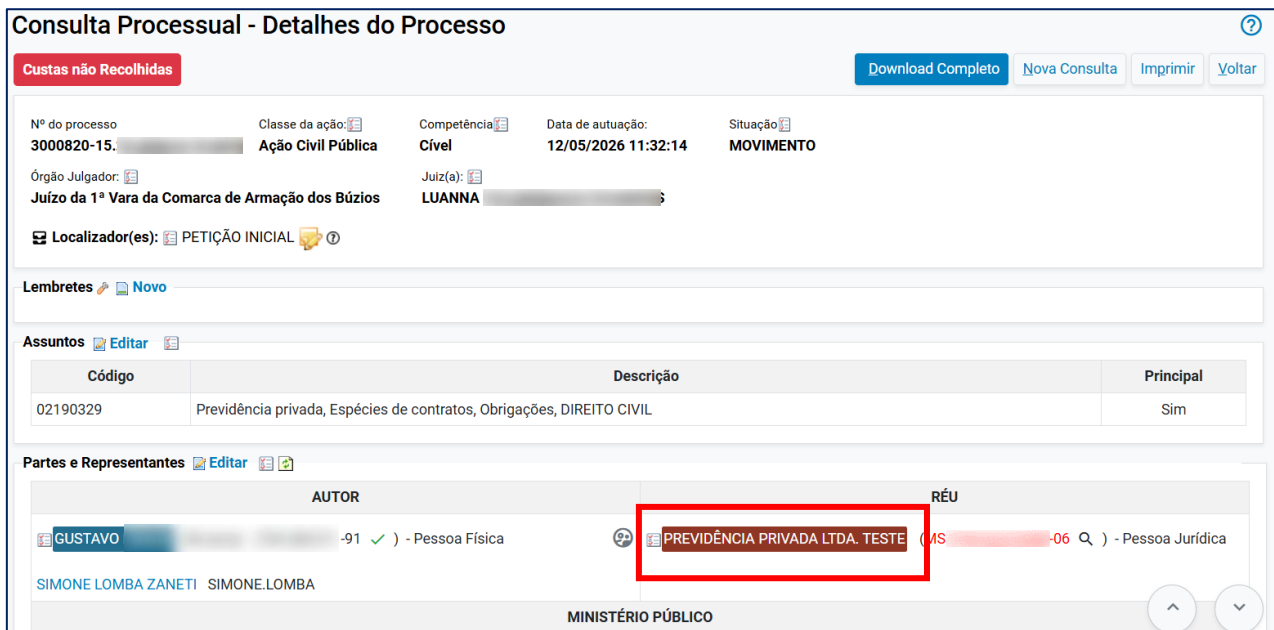 Consulta Processual - Detalhes do Processo
Custas não Recolhidas
Download Completo Nova Consulta Imprimir Voltar
Nº do processo Classe da ação: Competência Data de autuação: Situação
3000820-15. Ação Civil Pública Cível 12/05/2026 11:32:14 MOVIMENTO
Órgão Julgador: Juiz(a):
Juízo da 1ª Vara da Comarca de Armação dos Búzios LUANNA S
Localizador(es): PETIÇÃO INICIAL
Lembretes Novo
Assuntos Editar
Código Descrição Principal
02190329 Previdência privada, Espécies de contratos, Obrigações, DIREITO CIVIL Sim
Partes e Representantes Editar
AUTOR RÉU
GUSTAVO -91 ) - Pessoa Física PREVIDÊNCIA PRIVADA LTDA. TESTE (MS -06 ) - Pessoa Jurídica
SIMONE LOMBA ZANETI SIMONE.LOMBA
MINISTÉRIO PÚBLICO